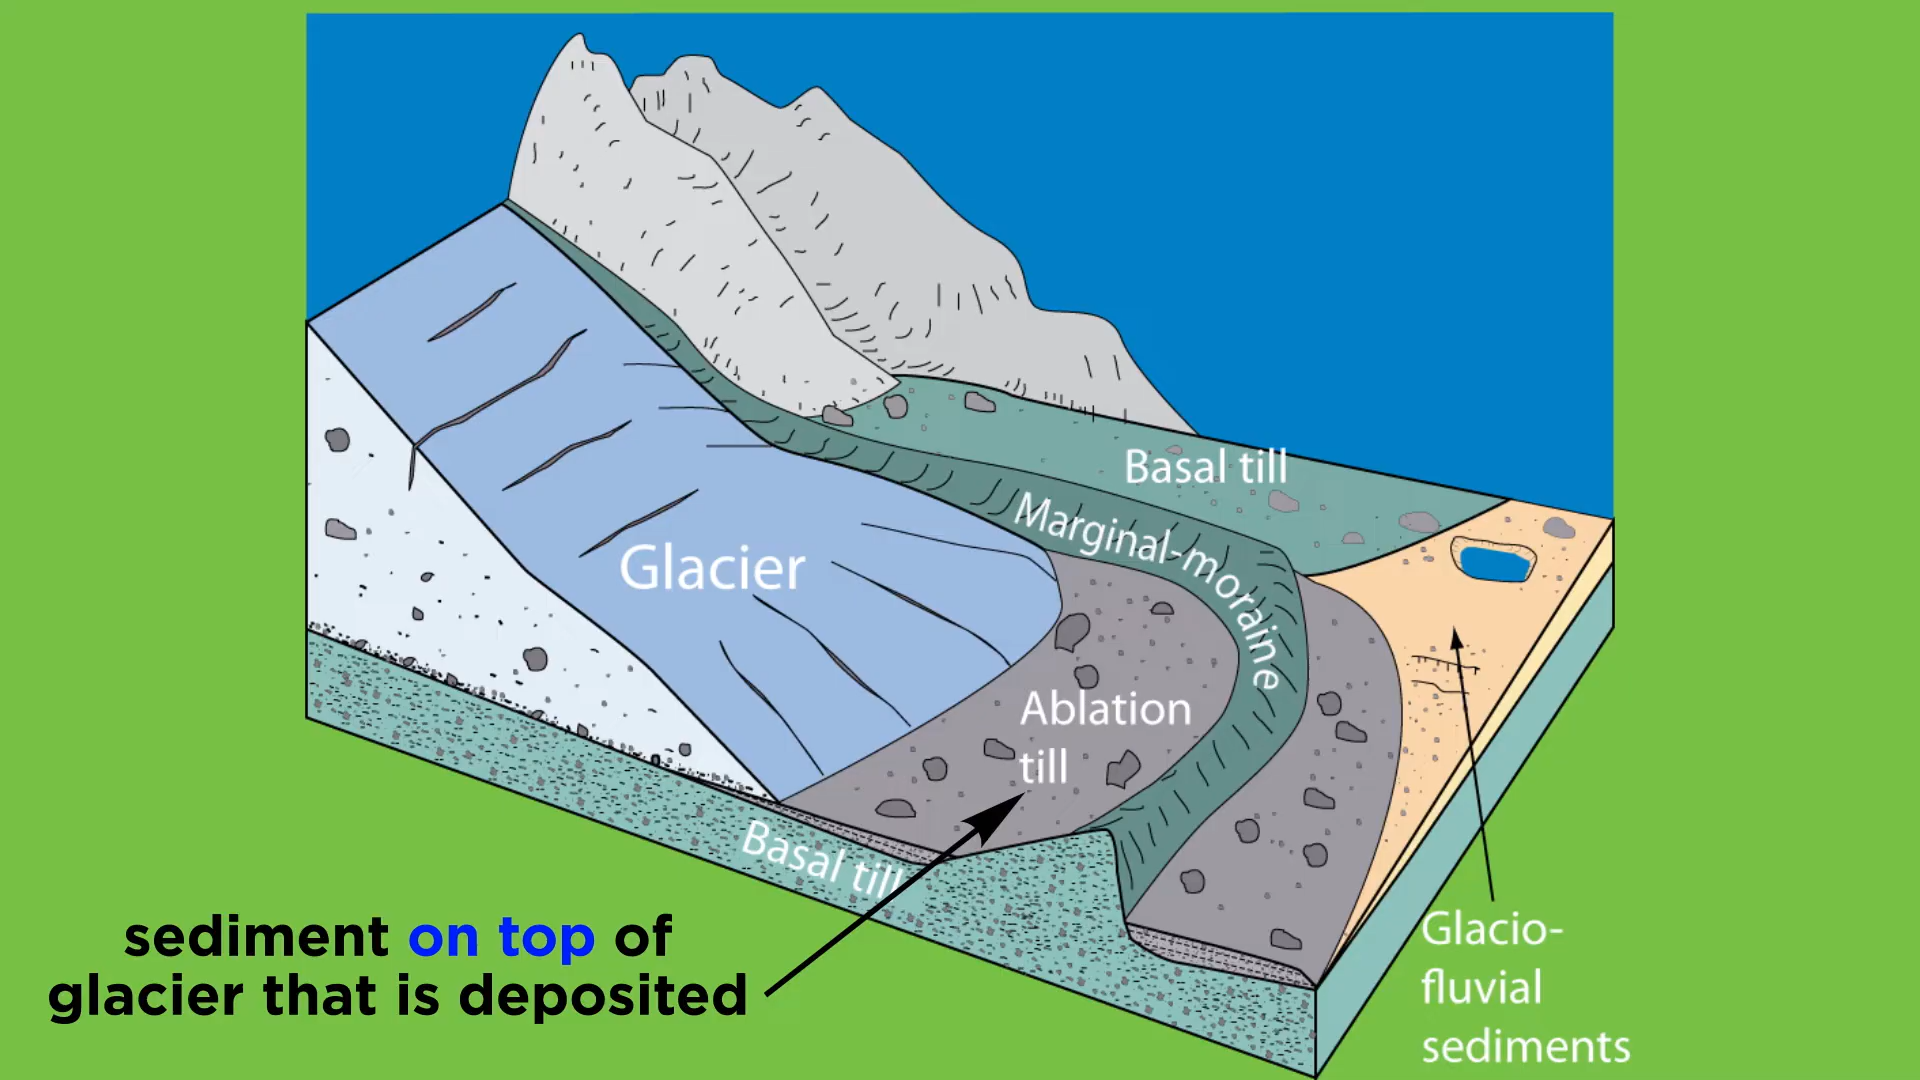 Basal till
Marginal-moraine
Glacier
Ablation
till
Basal till
sediment on top of
glacier that is deposited
Glacio-
fluvial
sediments